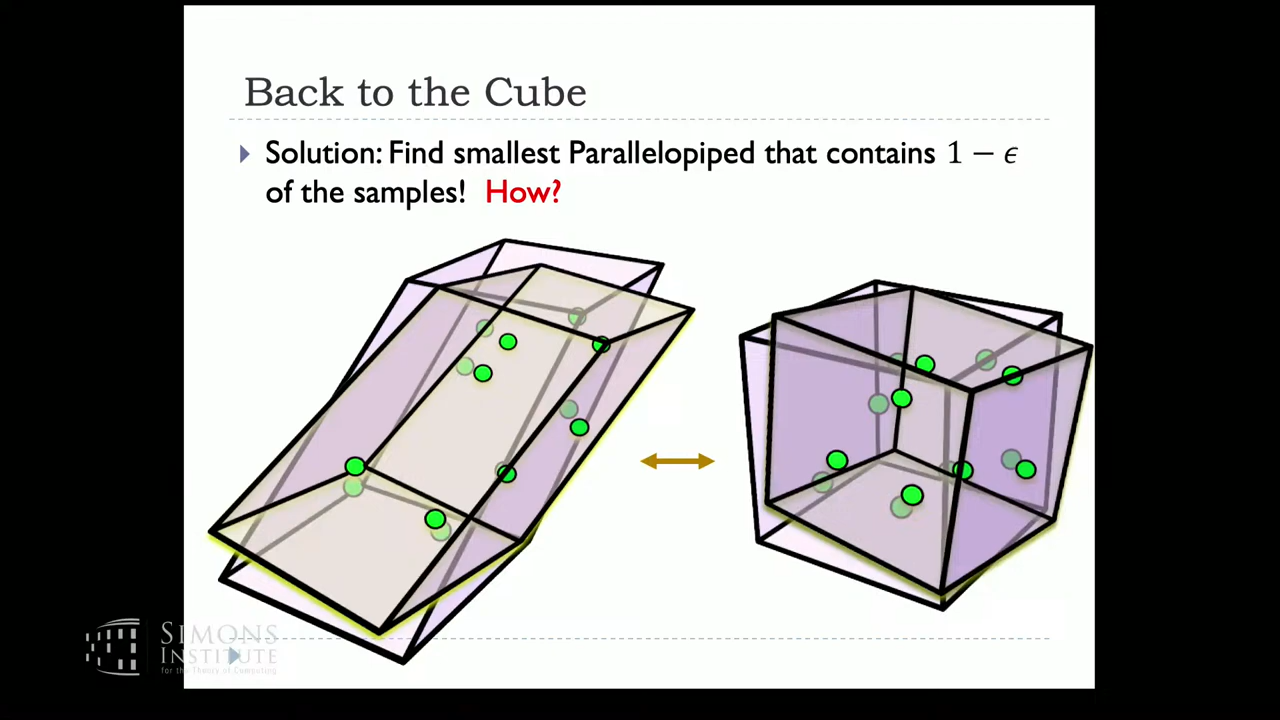 Back to the Cube
Solution: Find smallest Parallelopiped that contains 1 − ϵ
of the samples! How?
SIMONS
INSTITUTE
for the Theory of Computing